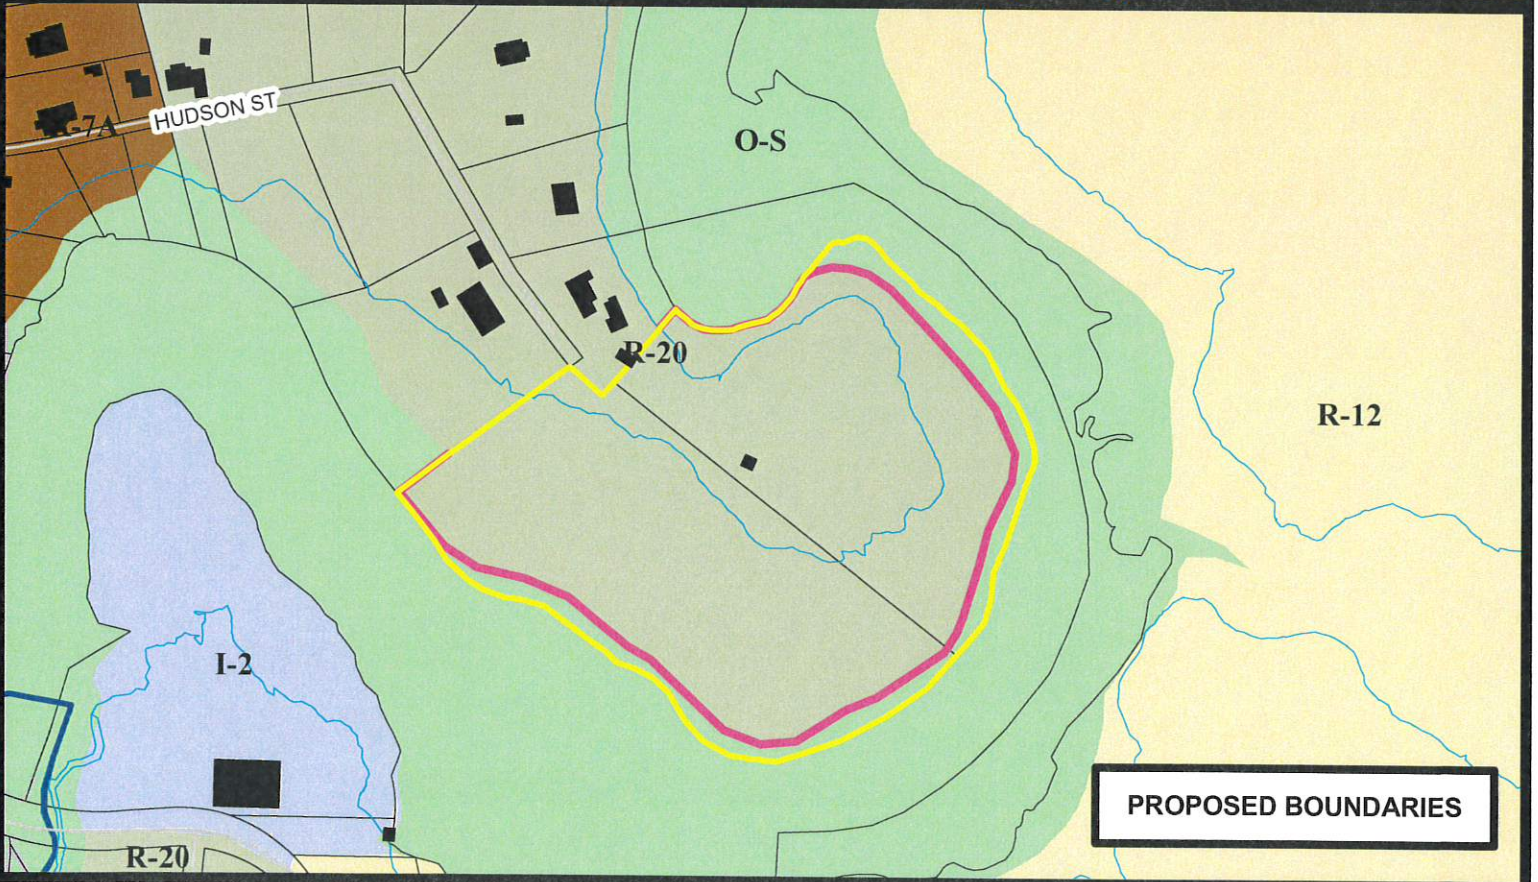 HUDSON ST
O-S
R-20
R-12
I-2
PROPOSED BOUNDARIES
R-20